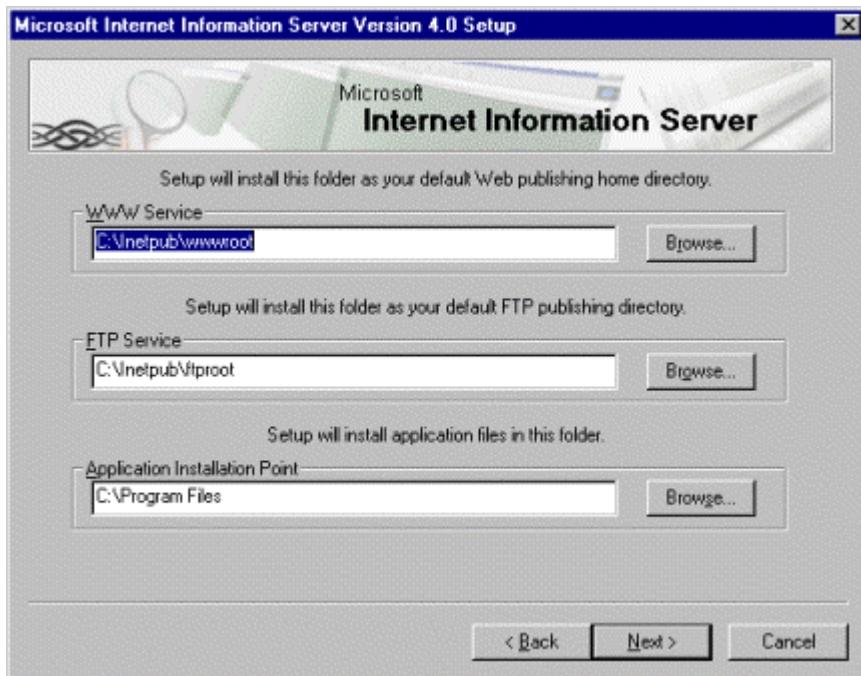 Microsoft Internet Information Server Version 4.0 Setup
Microsoft
Internet Information Server
Setup will install this folder as your default Web publishing home directory.
WWW Service
C:\Inetpub\wwwroot
Browse...
Setup will install this folder as your default FTP publishing directory.
FTP Service
C:\Inetpub\ftproot
Browse...
Setup will install application files in this folder.
Application Installation Point
C:\Program Files
Browse...
< Back
Next >
Cancel